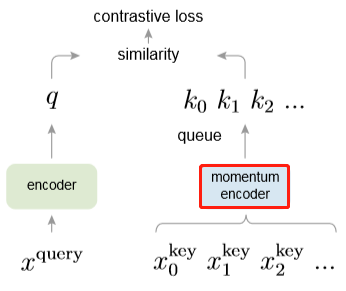 contrastive loss
similarity
q k₀ k₁ k₂ ...
queue
encoder
momentum
encoder
x^query x₀^key x₁^key x₂^key ...